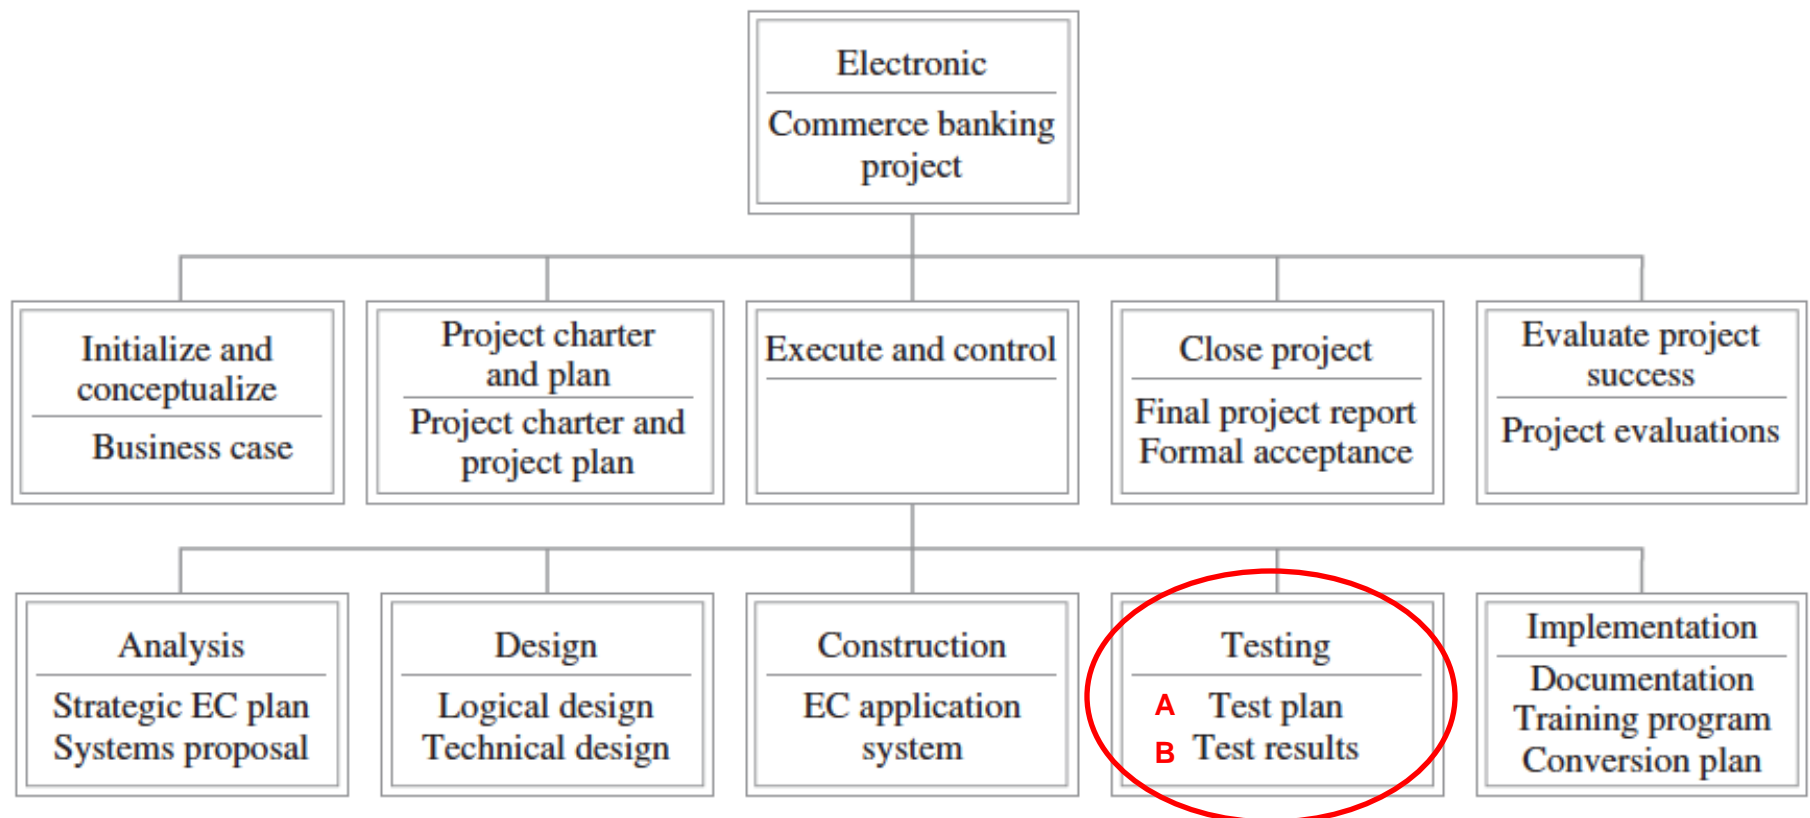 Electronic
Commerce banking
project
Initialize and
conceptualize
Business case
Project charter
and plan
Project charter and
project plan
Execute and control
Close project
Final project report
Formal acceptance
Evaluate project
success
Project evaluations
Analysis
Strategic EC plan
Systems proposal
Design
Logical design
Technical design
Construction
EC application
system
Testing
A Test plan
B Test results
Implementation
Documentation
Training program
Conversion plan